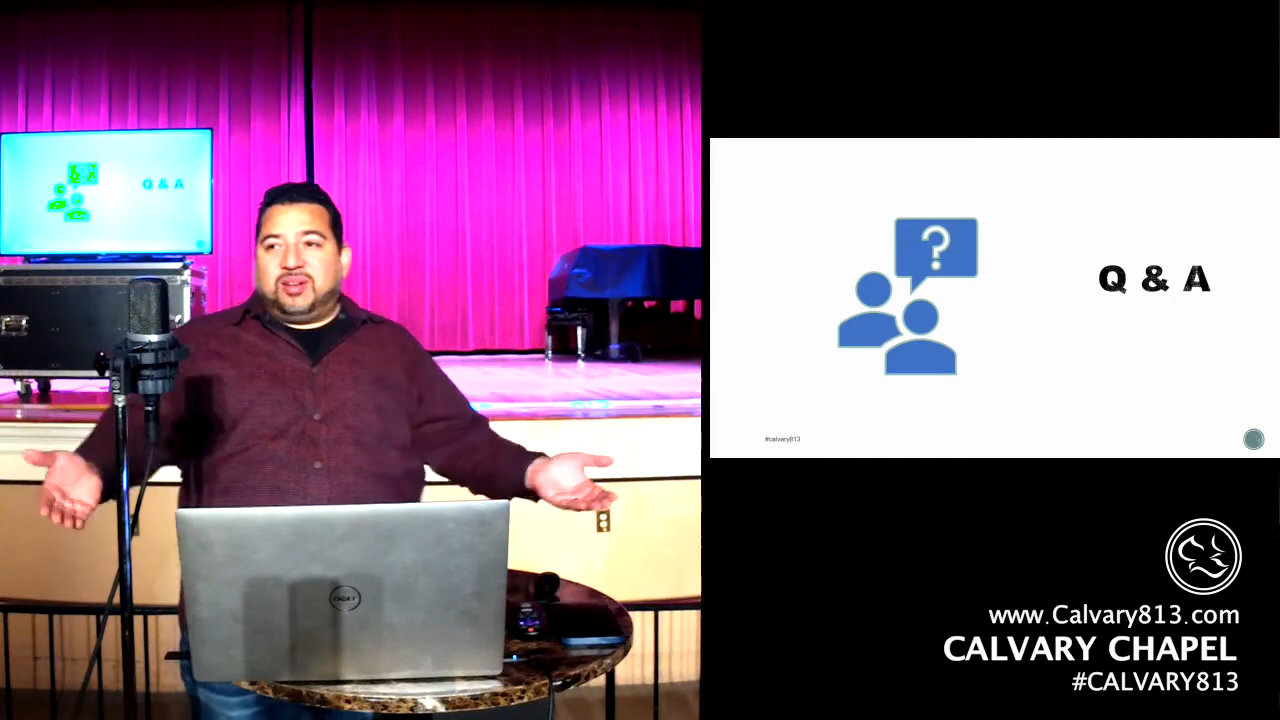 Q & A
?
Q & A
#calvary813
DELL
www.Calvary813.com
CALVARY CHAPEL
#CALVARY813